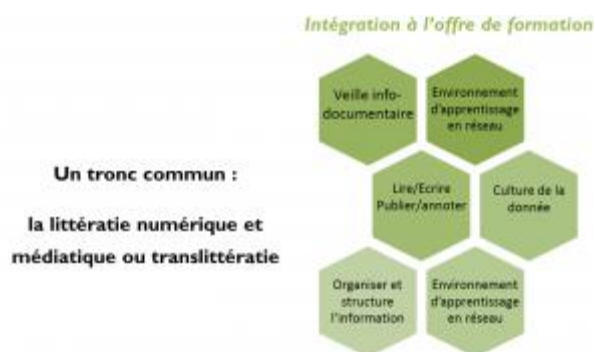 Intégration à l'offre de formation
Veille info-
documentaire
Environnement
d'apprentissage
en réseau
Un tronc commun :
la littératie numérique et
médiatique ou translittératie
Lire/Ecrire
Publier/annoter
Culture de la
donnée
Organiser et
structure
l'information
Environnement
d'apprentissage
en réseau